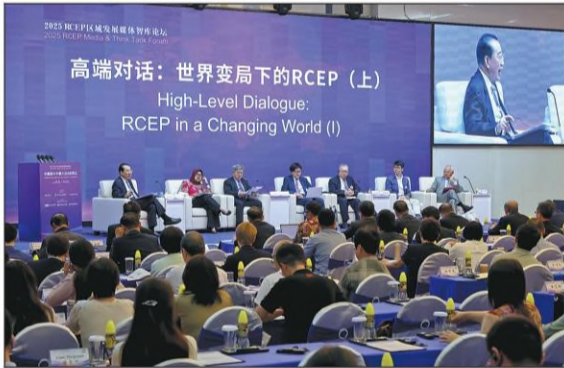 2025 RCEP区域发展媒体智库论坛
2025 RCEP Media & Think Tank Forum
高端对话：世界变局下的RCEP（上）
High-Level Dialogue:
RCEP in a Changing World (I)